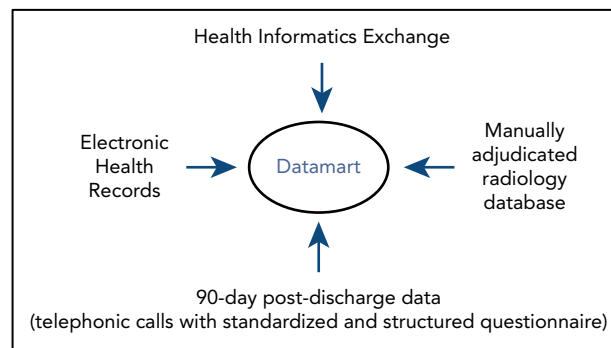 Health Informatics Exchange
Electronic
Health
Records
Datamart
Manually
adjudicated
radiology
database
90-day post-discharge data
(telephonic calls with standardized and structured questionnaire)